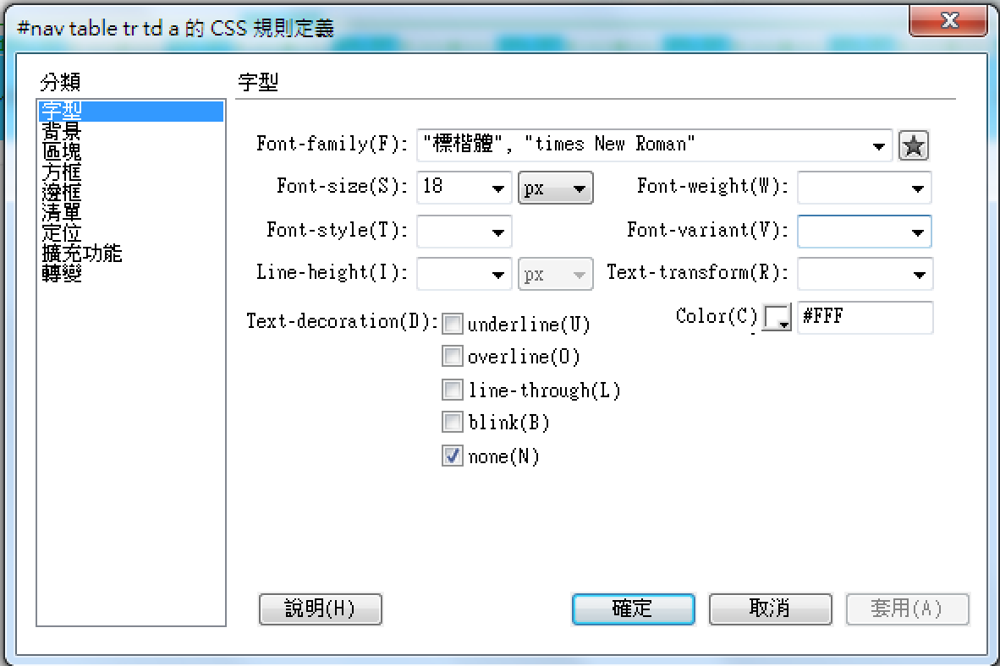 #nav table tr td a 的 CSS 規則定義
分類
字型
背景
區塊
方框
邊框
清單
定位
擴充功能
轉變
字型
Font-family(F): "標楷體", "times New Roman"
Font-size(S): 18 px Font-weight(W):
Font-style(T): Font-variant(V):
Line-height(I): px Text-transform(R):
Text-decoration(D): underline(U) Color(C) #FFF
overline(O)
line-through(L)
blink(B)
none(N)
說明(H) 確定 取消 套用(A)